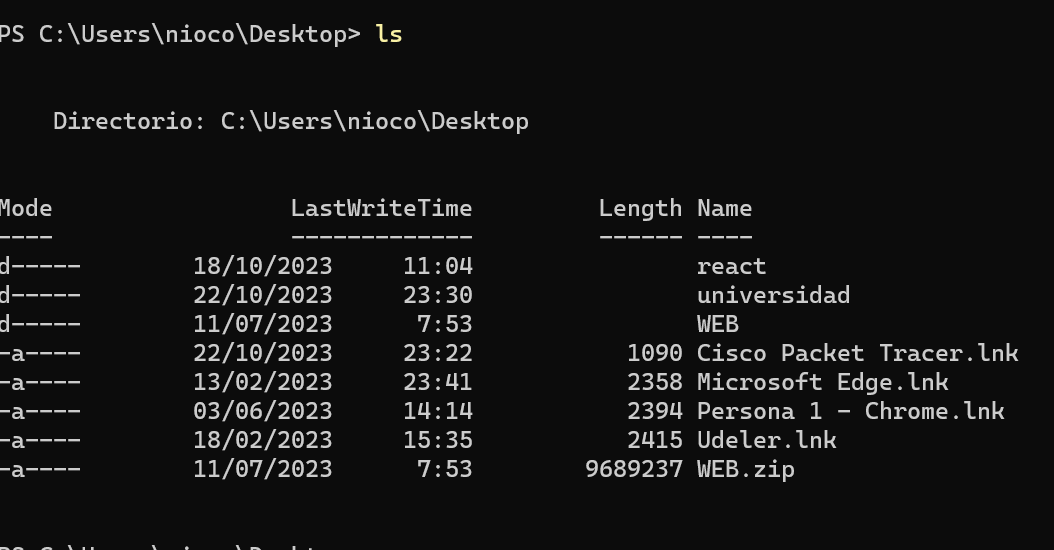 PS C:\Users\nioco\Desktop> ls
Directorio: C:\Users\nioco\Desktop
Mode LastWriteTime Length Name
---- ------------- ------ ----
d----- 18/10/2023 11:04 react
d----- 22/10/2023 23:30 universidad
d----- 11/07/2023 7:53 WEB
-a---- 22/10/2023 23:22 1090 Cisco Packet Tracer.lnk
-a---- 13/02/2023 23:41 2358 Microsoft Edge.lnk
-a---- 03/06/2023 14:14 2394 Persona 1 - Chrome.lnk
-a---- 18/02/2023 15:35 2415 Udeler.lnk
-a---- 11/07/2023 7:53 9689237 WEB.zip